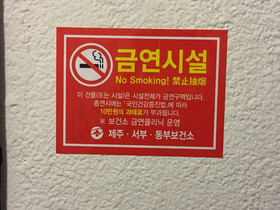 금연시설
No Smoking! 禁止抽烟
이 건물(또는 시설)은 시설전체가 금연구역입니다.
흡연시에는 「국민건강증진법」에 따라
10만원의 과태료가 부과됩니다.
※ 보건소 금연클리닉 운영
제주·서부·동부보건소